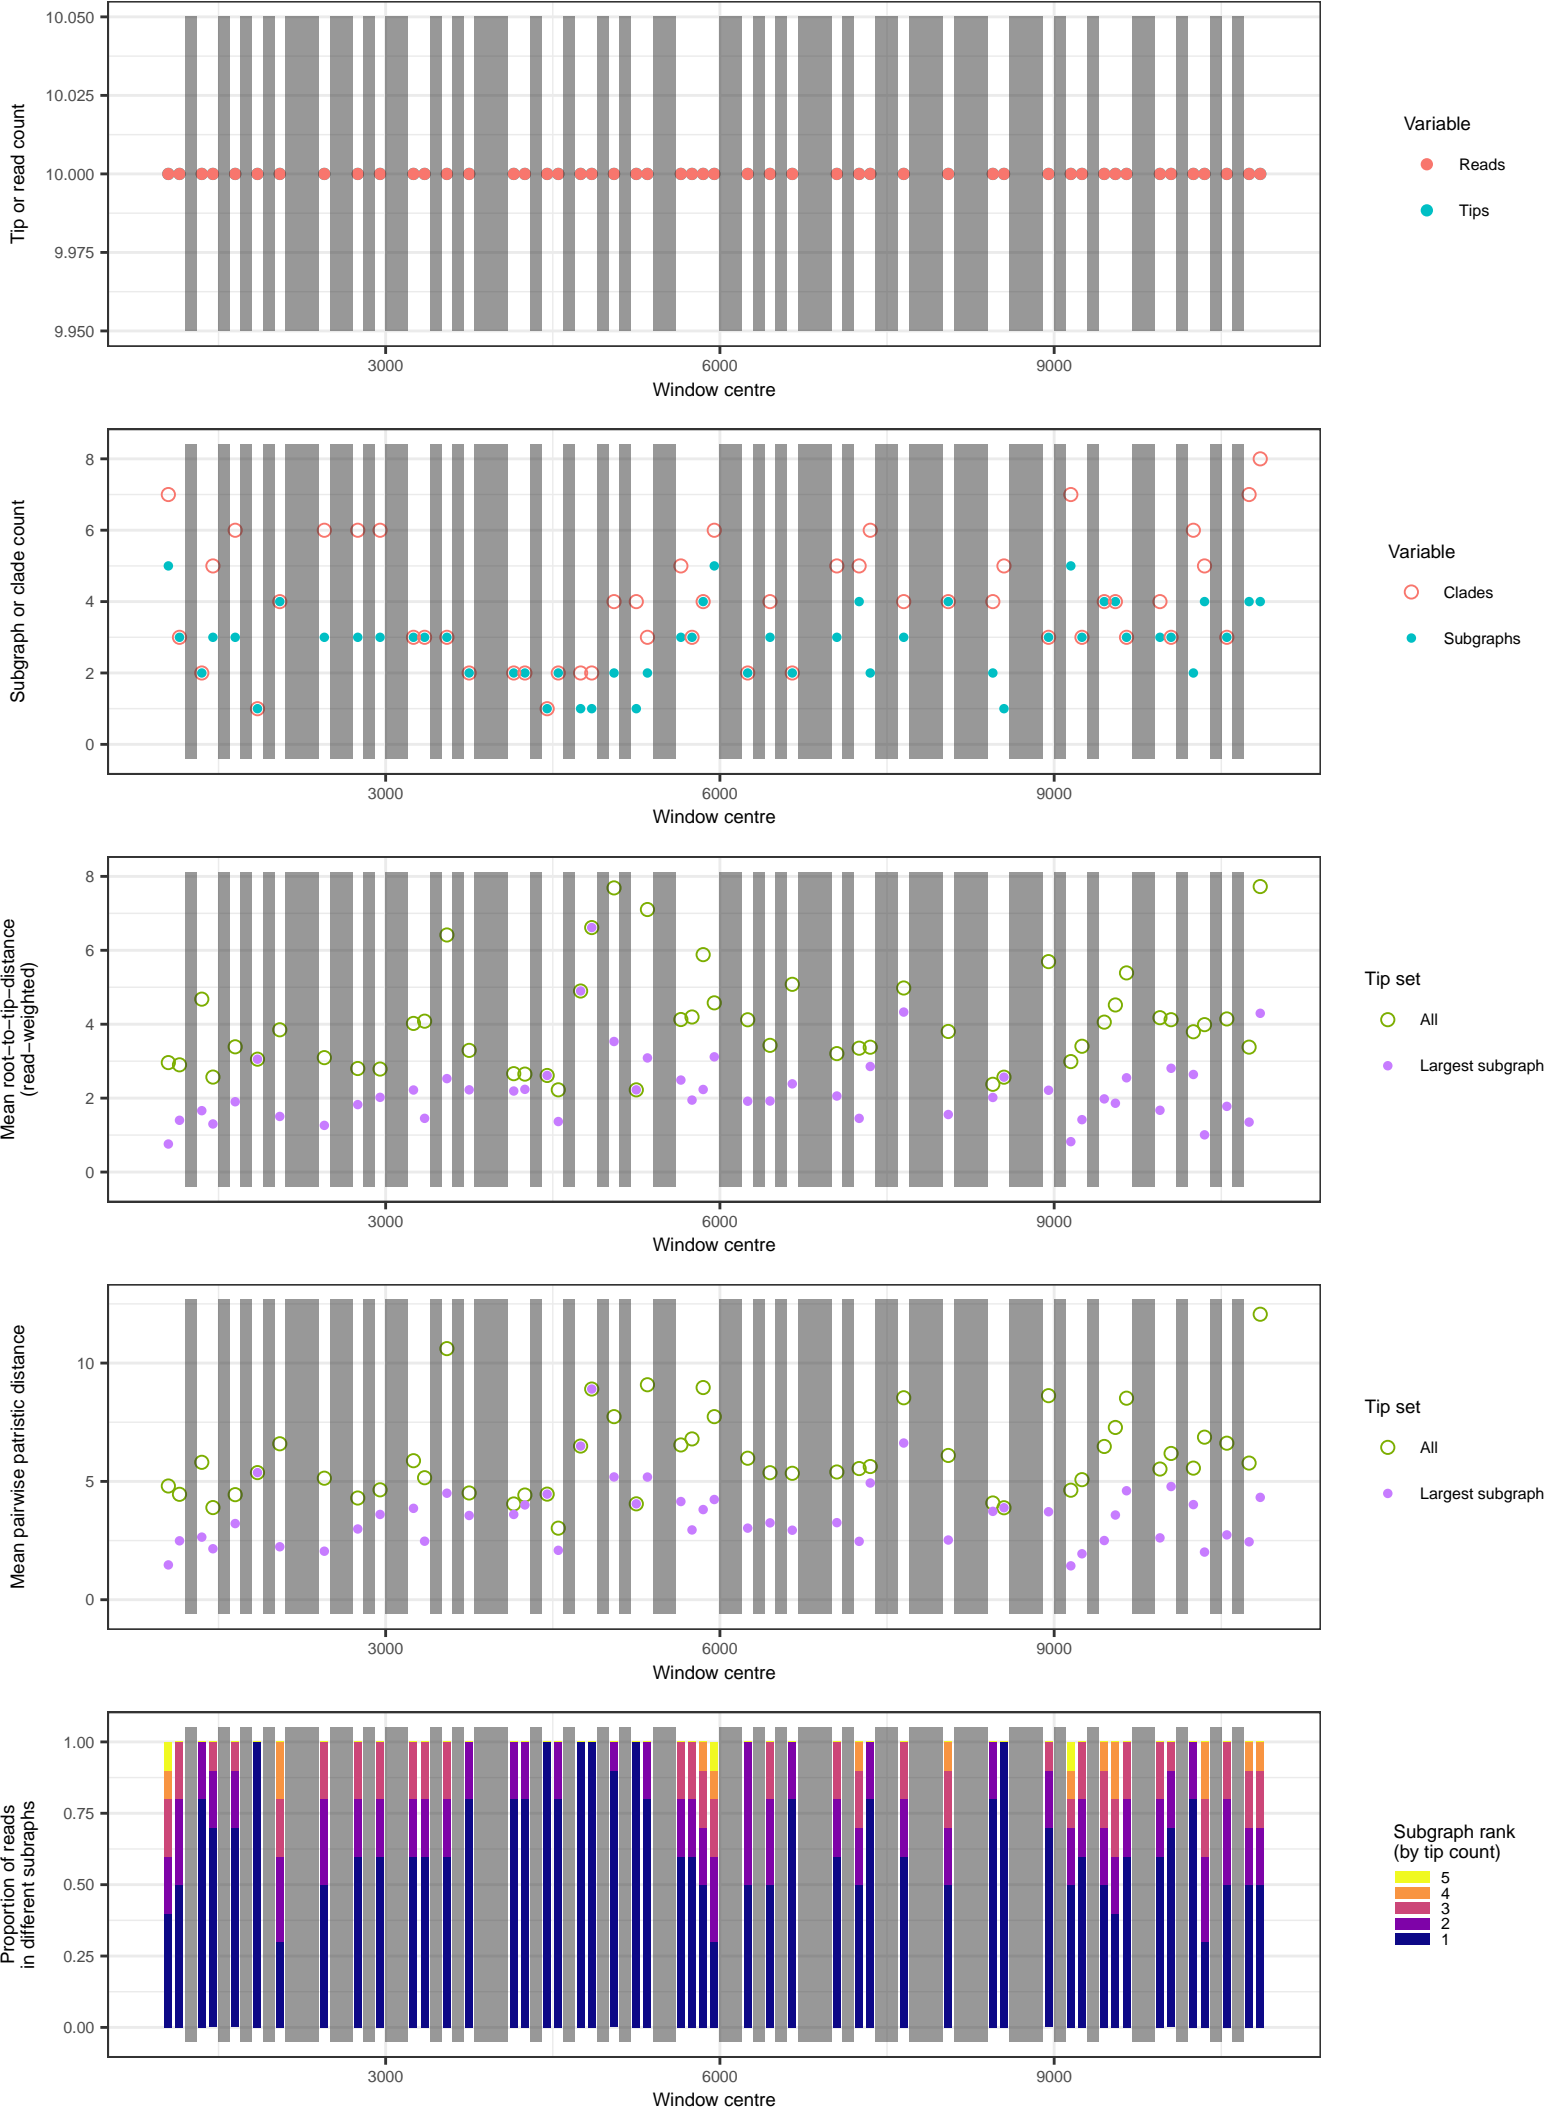 10.050
10.025
10.000
9.975
9.950
Tip or read count
3000
6000
9000
Window centre
Variable
Reads
Tips
8
6
4
2
0
Subgraph or clade count
3000
6000
9000
Window centre
Variable
Clades
Subgraphs
8
6
4
2
0
Mean root−to−tip−distance
(read−weighted)
3000
6000
9000
Window centre
Tip set
All
Largest subgraph
10
5
0
Mean pairwise patristic distance
3000
6000
9000
Window centre
Tip set
All
Largest subgraph
1.00
0.75
0.50
0.25
0.00
Proportion of reads
in different subraphs
3000
6000
9000
Window centre
Subgraph rank
(by tip count)
5
4
3
2
1